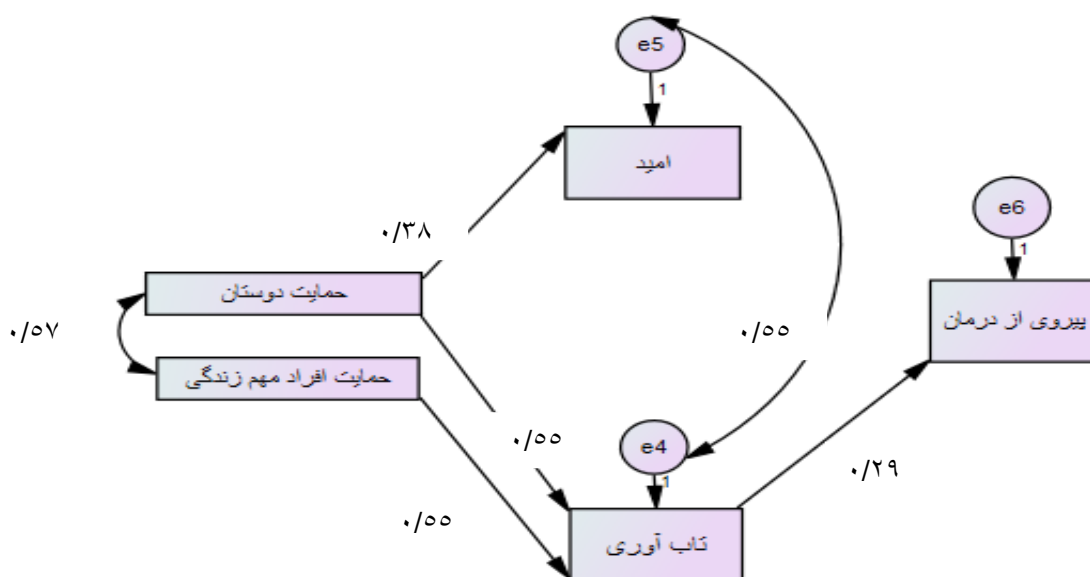 e5
1
امید
e6
1
۰/۳۸
حمایت دوستان
پیروی از درمان
۰/۵۷
۰/۵۵
حمایت افراد مهم زندگی
۰/۵۵
e4
1
۰/۲۹
۰/۵۵
تاب آوری